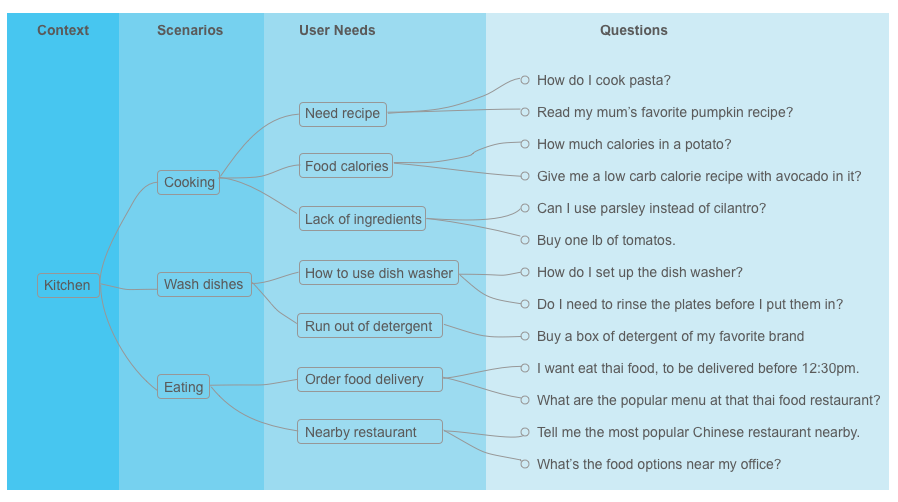 Context
Scenarios
User Needs
Questions
Kitchen
Cooking
Wash dishes
Eating
Need recipe
Food calories
Lack of ingredients
How to use dish washer
Run out of detergent
Order food delivery
Nearby restaurant
How do I cook pasta?
Read my mum's favorite pumpkin recipe?
How much calories in a potato?
Give me a low carb calorie recipe with avocado in it?
Can I use parsley instead of cilantro?
Buy one lb of tomatos.
How do I set up the dish washer?
Do I need to rinse the plates before I put them in?
Buy a box of detergent of my favorite brand
I want eat thai food, to be delivered before 12:30pm.
What are the popular menu at that thai food restaurant?
Tell me the most popular Chinese restaurant nearby.
What's the food options near my office?